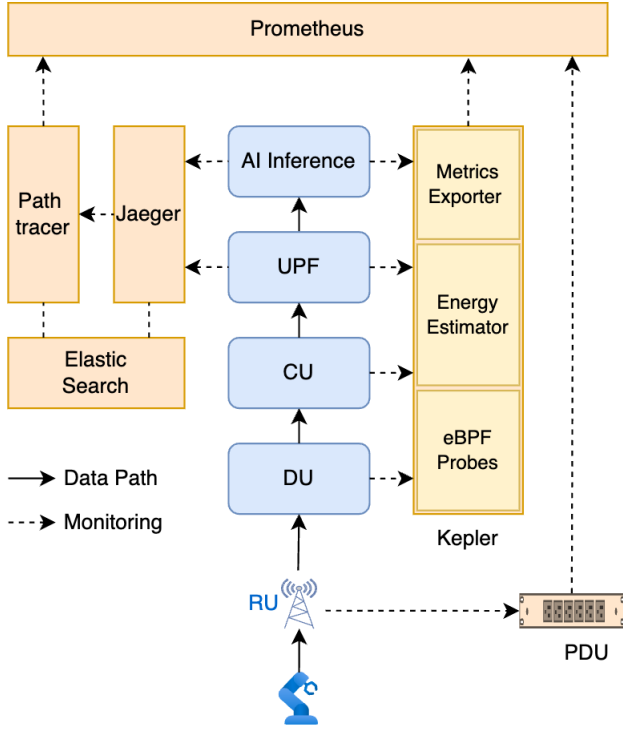 Prometheus
Path
tracer
Jaeger
AI Inference
Metrics
Exporter
UPF
Energy
Estimator
Elastic
Search
CU
eBPF
Probes
DU
Data Path
Monitoring
Kepler
RU
PDU